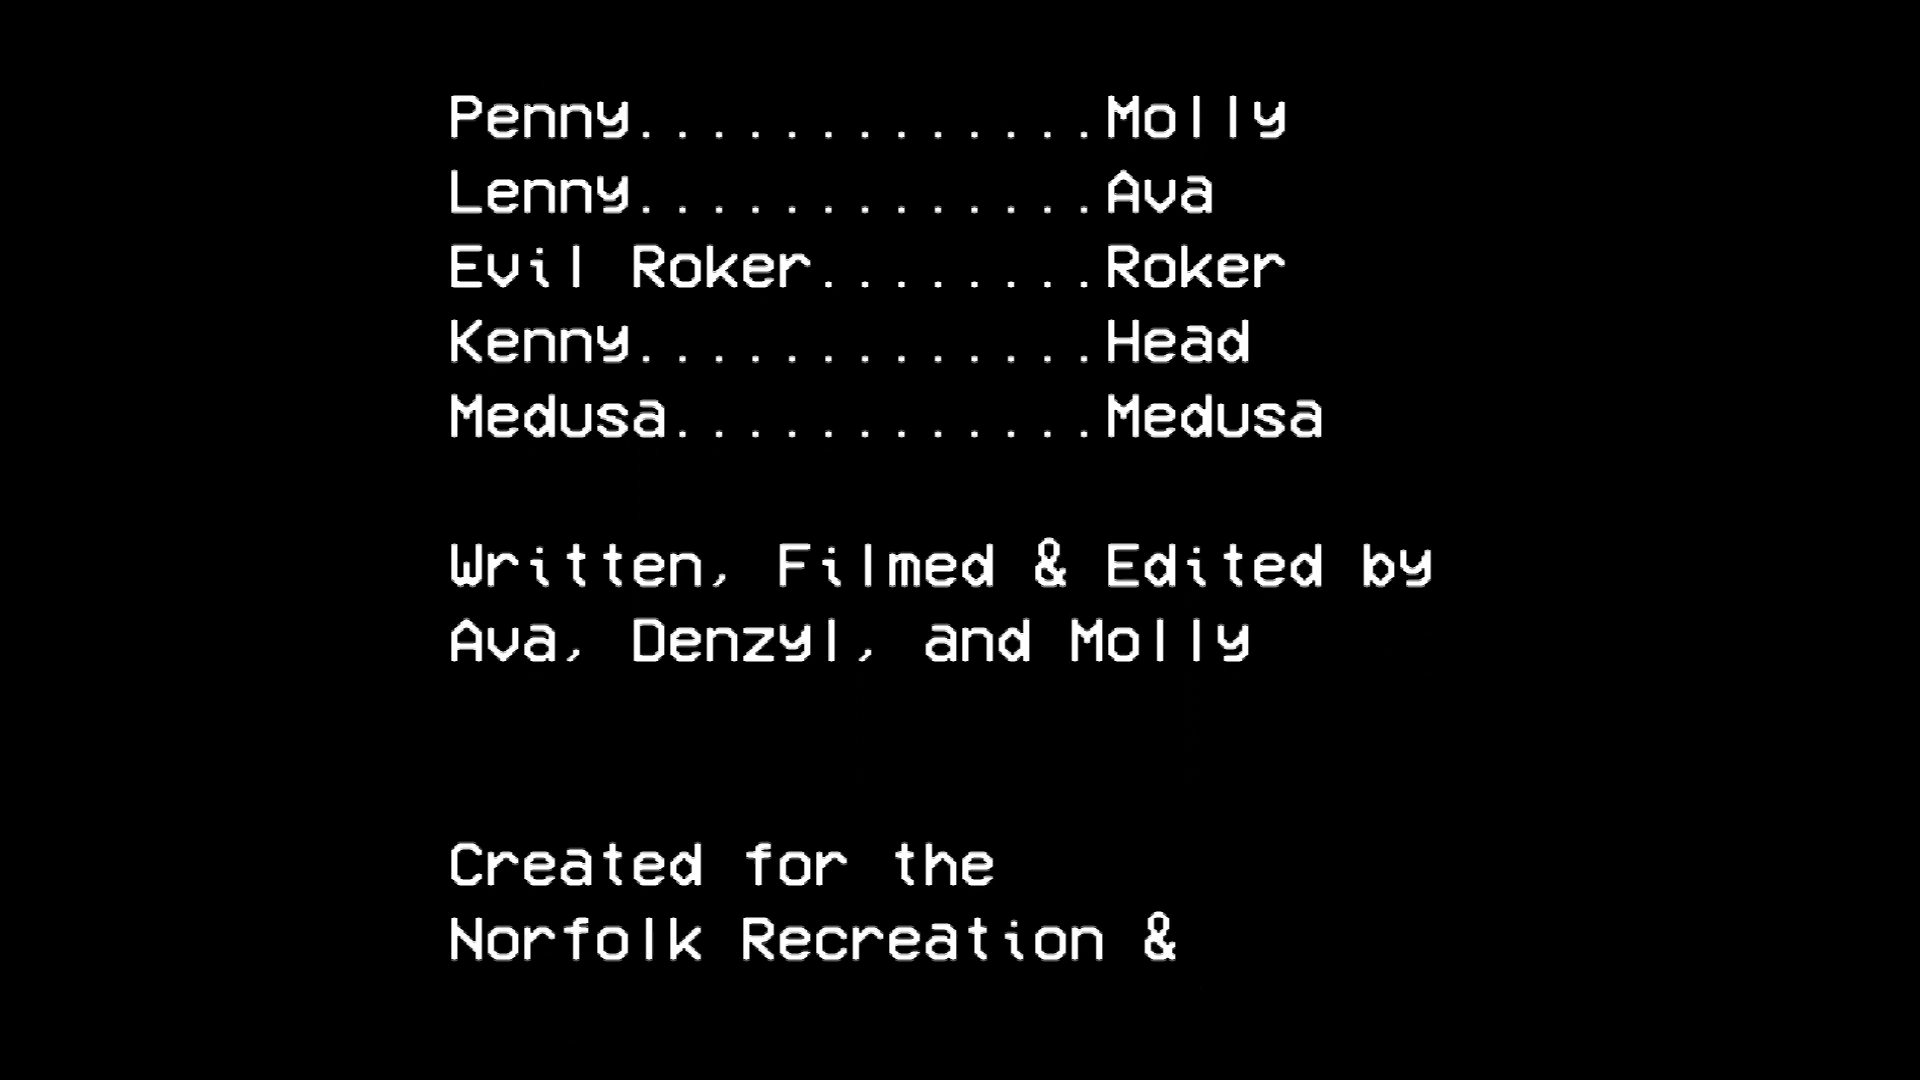 Penny.............Molly
Lenny.............Ava
Evil Roker........Roker
Kenny.............Head
Medusa............Medusa
Written, Filmed & Edited by
Ava, Denzyl, and Molly
Created for the
Norfolk Recreation &